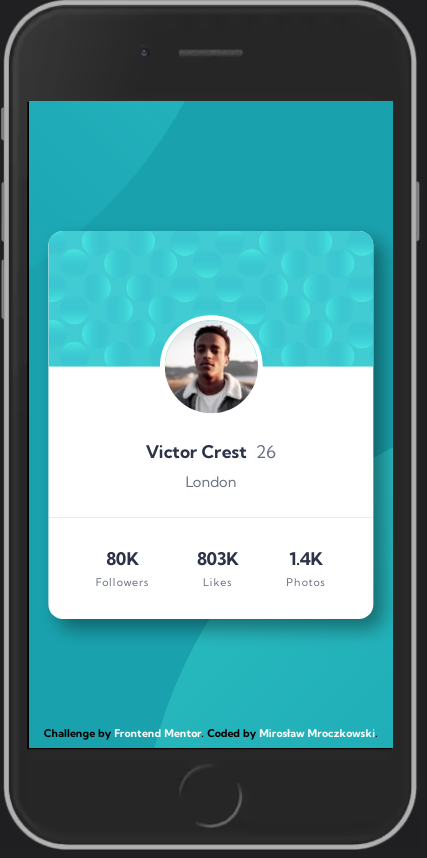 Victor Crest 26
London
80K 803K 1.4K
Followers Likes Photos
Challenge by Frontend Mentor. Coded by Mirosław Mroczkowski.